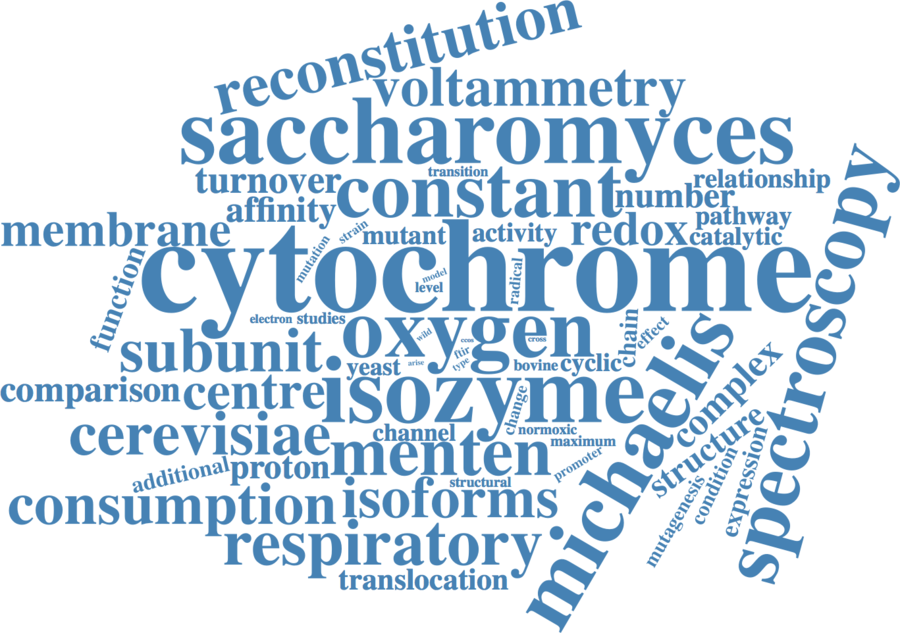 reconstitution
voltammetry
saccharomyces
transition
turnover
constant
relationship
number
affinity
pathway
membrane
strain
mutant
activity
redox
catalytic
mutation
cytochrome
function
model
level
radical
spectroscopy
electron
studies
oxygen
wild
ccos
cross
chain
effect
subunit
ftir
type
yeast
arise
bovine
cyclic
michaelis
complex
comparison
centre
isozyme
change
cerevisiae
channel
normoxic
maximum
structure
additional
proton
menten
promoter
structural
mutagenesis
condition
expression
consumption
isoforms
respiratory
translocation